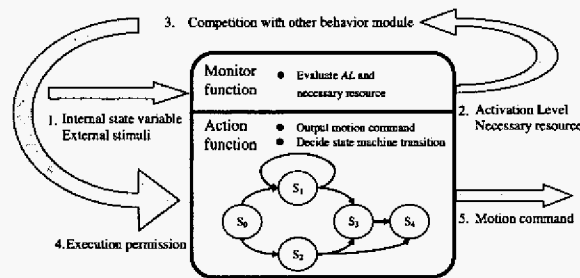 3. Competition with other behavior module
Monitor
function
● Evaluate AL and
necessary resource
1. Internal state variable
External stimuli
2. Activation Level
Necessary resource
Action
function
● Output motion command
● Decide state machine transition
S1
S0
S3
S4
S2
4.Execution permission
5. Motion command